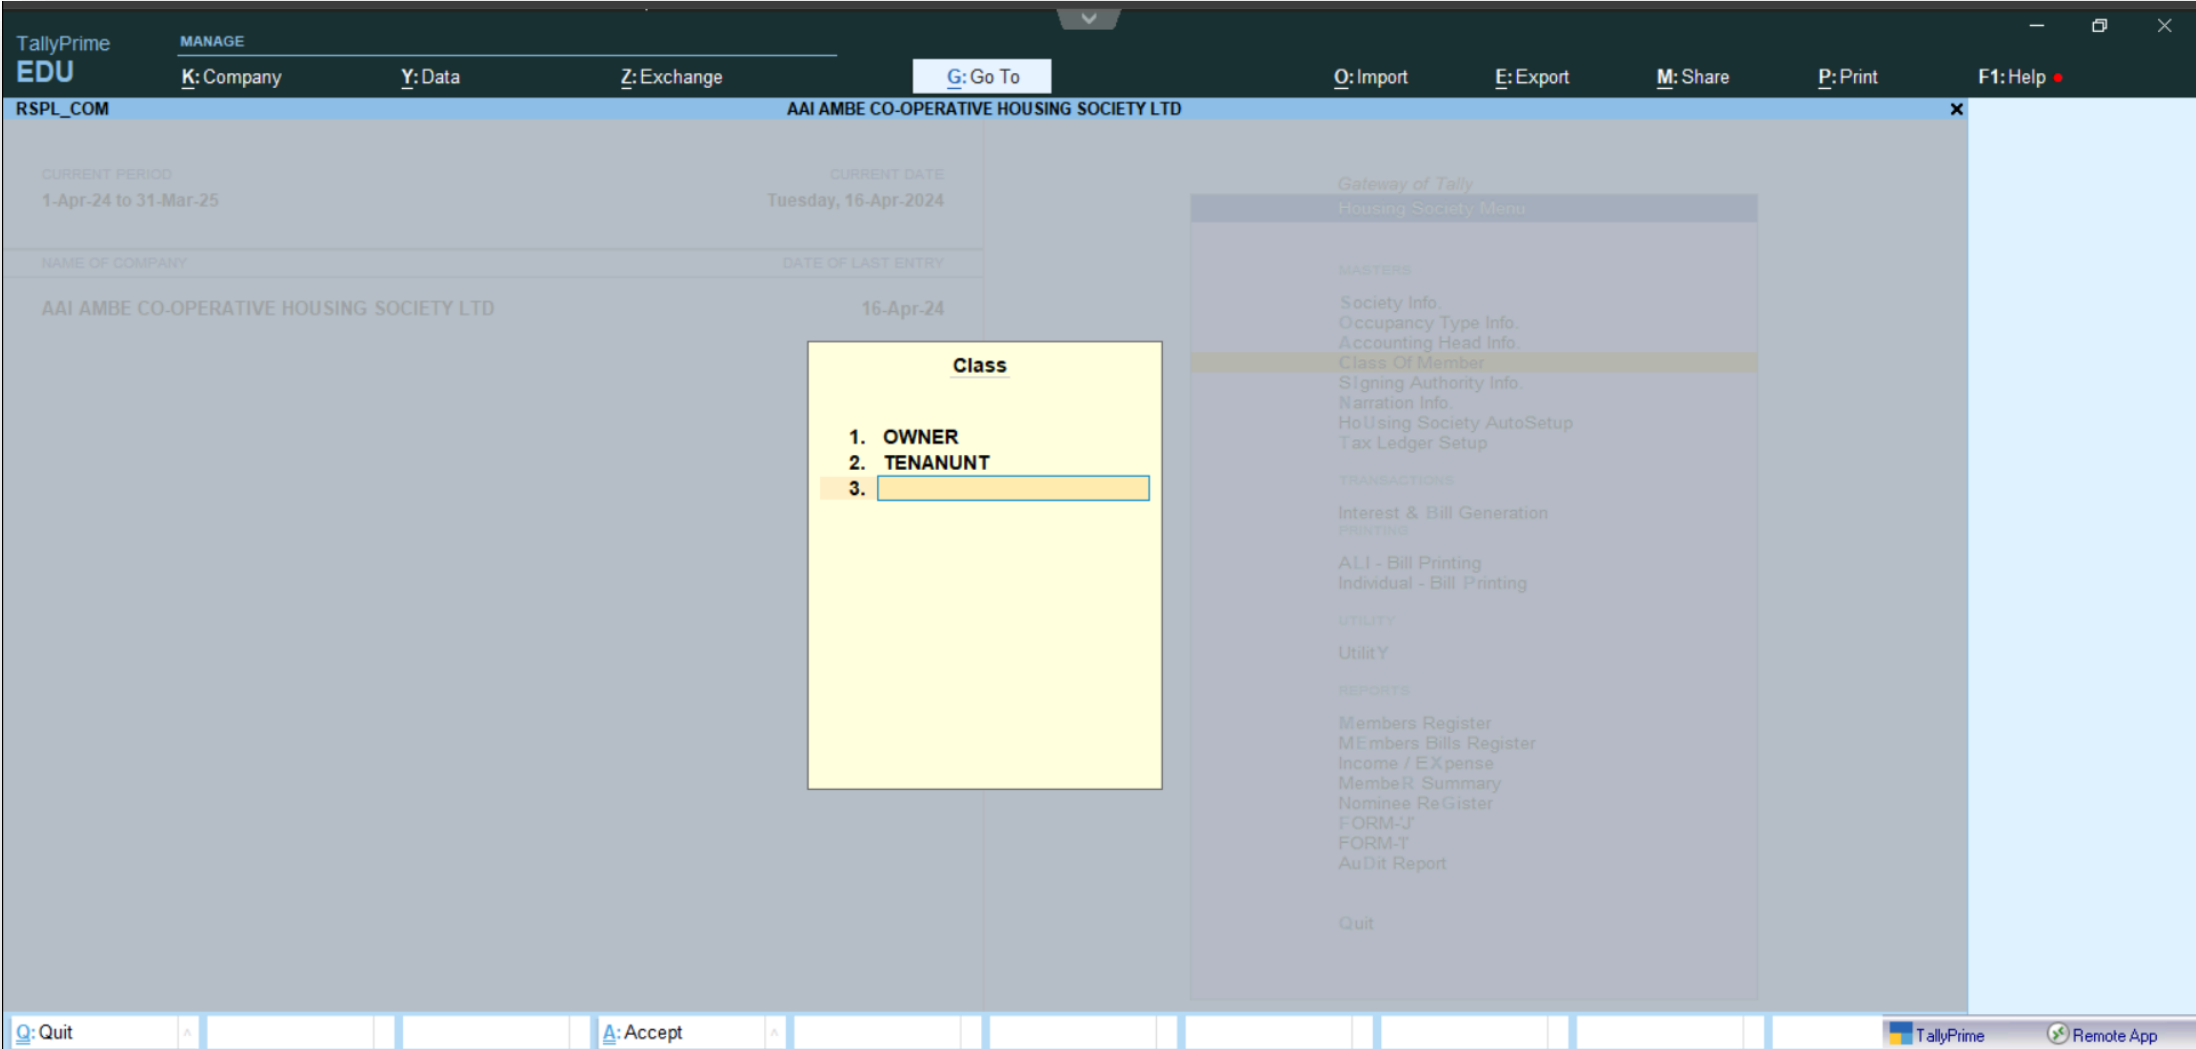 TallyPrime
EDU
MANAGE
K: Company
Y: Data
Z: Exchange
G: Go To
O: Import
E: Export
M: Share
P: Print
F1: Help
RSPL_COM
AAI AMBE CO-OPERATIVE HOUSING SOCIETY LTD
CURRENT PERIOD
CURRENT DATE
1-Apr-24 to 31-Mar-25
Tuesday, 16-Apr-2024
NAME OF COMPANY
DATE OF LAST ENTRY
AAI AMBE CO-OPERATIVE HOUSING SOCIETY LTD
16-Apr-24
Class
1. OWNER
2. TENANUNT
3.
Gateway of Tally
Housing Society Menu
MASTERS
Society Info.
Occupancy Type Info.
Accounting Head Info.
Class Of Member
SIgning Authority Info.
Narration Info.
HoUsing Society AutoSetup
Tax Ledger Setup
TRANSACTIONS
Interest & Bill Generation
PRINTING
ALl - Bill Printing
Individual - Bill Printing
UTILITY
UtilitY
REPORTS
Members Register
MEmbers Bills Register
Income / EXpense
MembeR Summary
Nominee ReGister
FORM-'J'
FORM-'I'
AuDit Report
Quit
Q: Quit
A: Accept
TallyPrime
Remote App